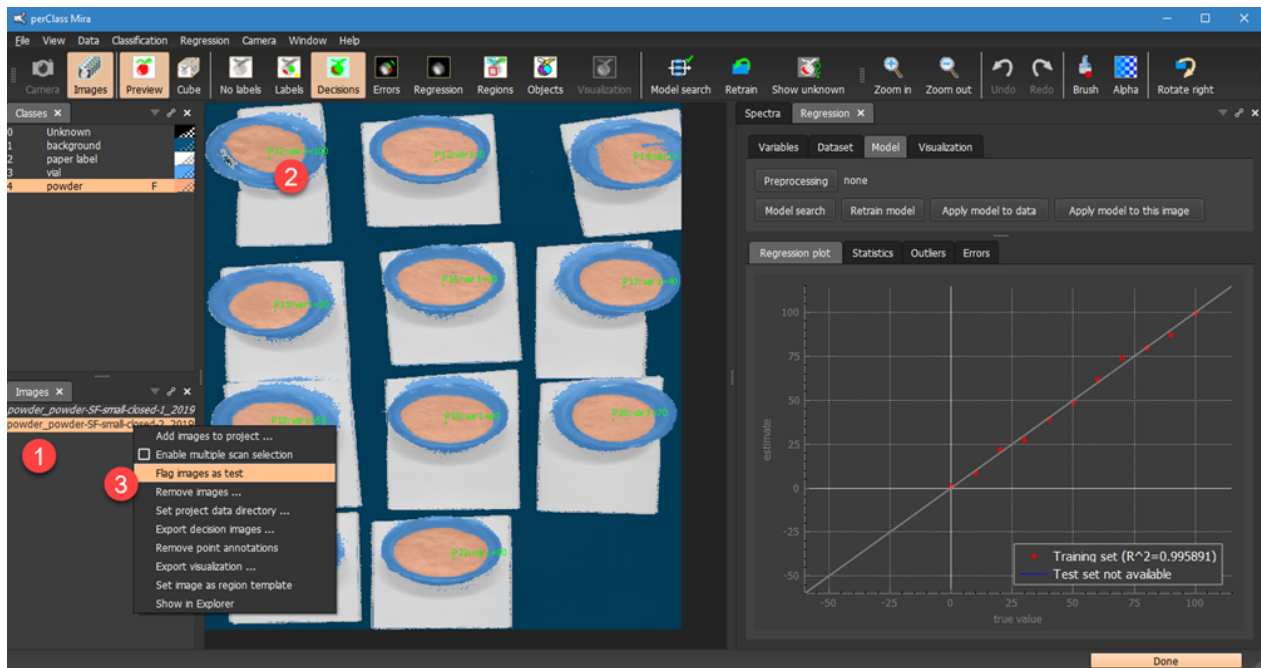 perClass Mira
File View Data Classification Regression Camera Window Help
Camera Images Preview Cube No labels Labels Decisions Errors Regression Regions Objects Visualization Model search Retrain Show unknown Zoom in Zoom out Undo Redo Brush Alpha Rotate right
Classes
0 Unknown
1 background
2 paper label
3 vial
4 powder F
Images
powder_powder-SF-small-closed-1_2019
powder_powder-SF-small-closed-2_2019
1
2
3
Add images to project ...
Enable multiple scan selection
Flag images as test
Remove images ...
Set project data directory ...
Export decision images ...
Remove point annotations
Export visualization ...
Set image as region template
Show in Explorer
P12:var1=100
Spectra Regression
Variables Dataset Model Visualization
Preprocessing none
Model search Retrain model Apply model to data Apply model to this image
Regression plot Statistics Outliers Errors
estimate
100
75
50
25
0
-25
-50
-50 -25 0 25 50 75 100
true value
Training set (R^2=0.995891)
Test set not available
Done